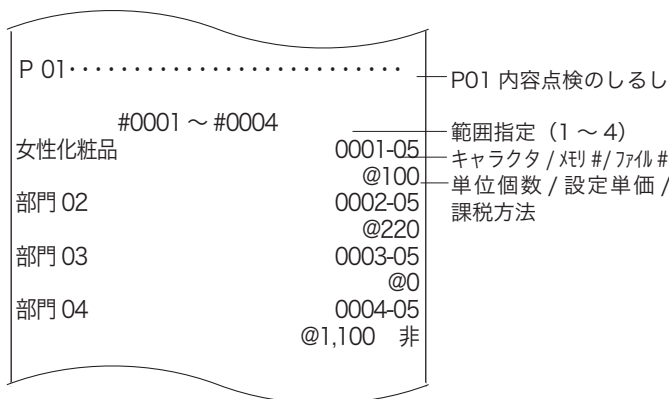 P 01・・・・・・・・・・・・・・・・・・・・・・・・・・
P01 内容点検のしるし
#0001 ～ #0004
範囲指定（1 ～ 4）
女性化粧品 0001-05
キャラクタ / ﾒﾓﾘ #/ ﾌｧｲﾙ #
@100
単位個数 / 設定単価 /
課税方法
部門 02 0002-05
@220
部門 03 0003-05
@0
部門 04 0004-05
@1,100 非